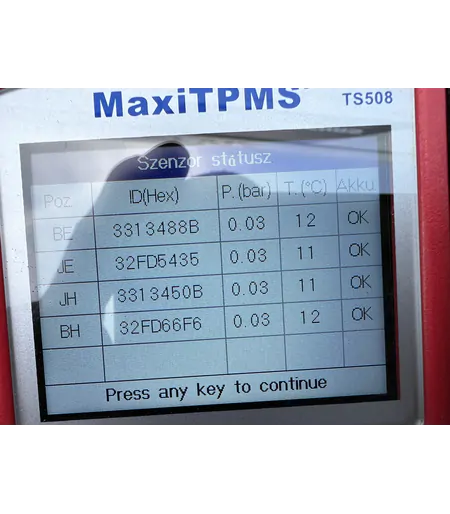 MaxiTPMS TS508
Szenzor státusz
Poz ID(Hex) P.(bar) T.(°C) Akku
BE 3313488B 0.03 12 OK
JE 32FD5435 0.03 11 OK
JH 3313450B 0.03 11 OK
BH 32FD66F6 0.03 12 OK
Press any key to continue